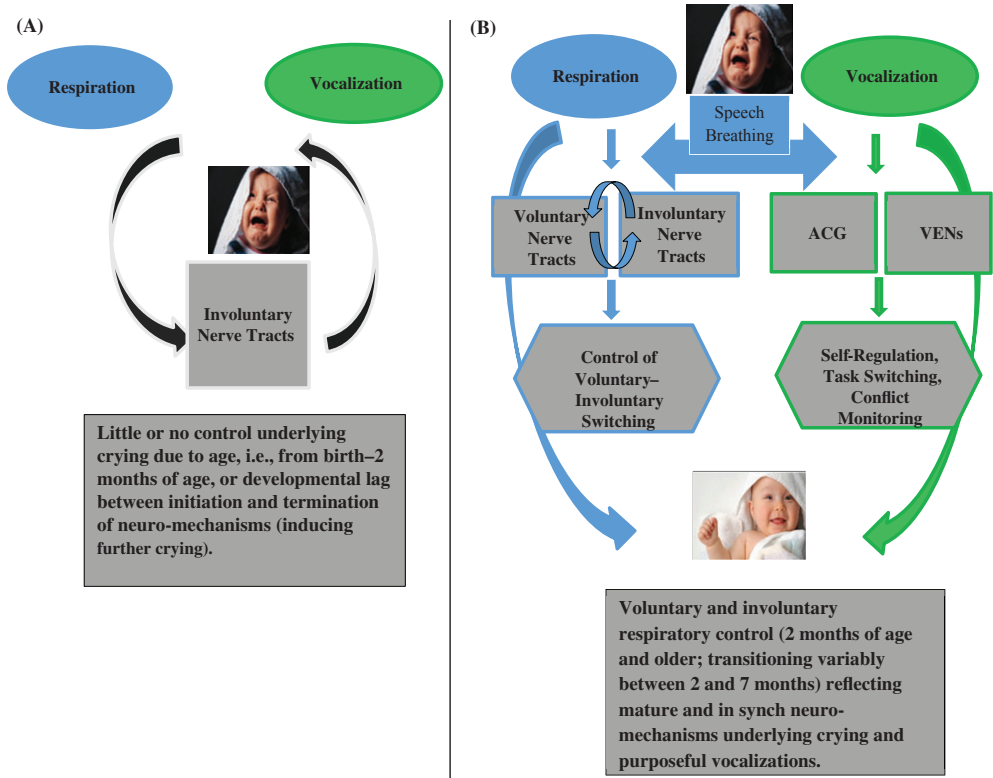 (A)
Respiration
Vocalization
Involuntary
Nerve Tracts
Little or no control underlying
crying due to age, i.e., from birth–2
months of age, or developmental lag
between initiation and termination
of neuro-mechanisms (inducing
further crying).
(B)
Respiration
Vocalization
Speech
Breathing
Voluntary
Nerve
Tracts
Involuntary
Nerve
Tracts
ACG
VENs
Control of
Voluntary–
Involuntary
Switching
Self-Regulation,
Task Switching,
Conflict
Monitoring
Voluntary and involuntary
respiratory control (2 months of age
and older; transitioning variably
between 2 and 7 months) reflecting
mature and in synch neuro-
mechanisms underlying crying and
purposeful vocalizations.